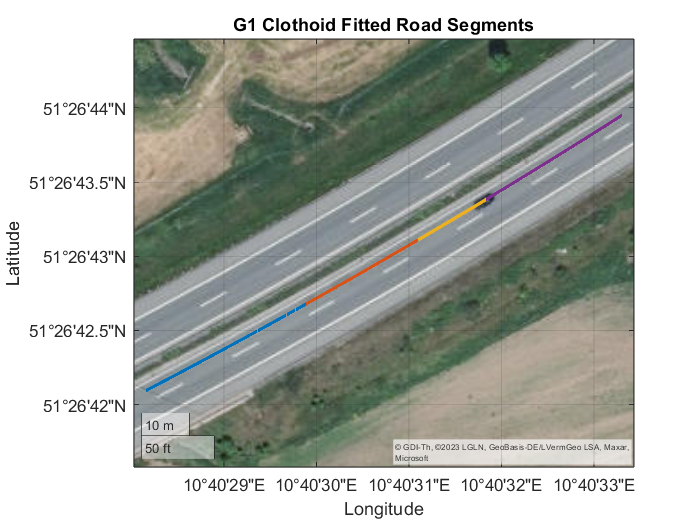 G1 Clothoid Fitted Road Segments
51°26'44"N
51°26'43.5"N
51°26'43"N
51°26'42.5"N
51°26'42"N
Latitude
10 m
50 ft
© GDI-Th, ©2023 LGLN, GeoBasis-DE/LVermGeo LSA, Maxar,
Microsoft
10°40'29"E 10°40'30"E 10°40'31"E 10°40'32"E 10°40'33"E
Longitude